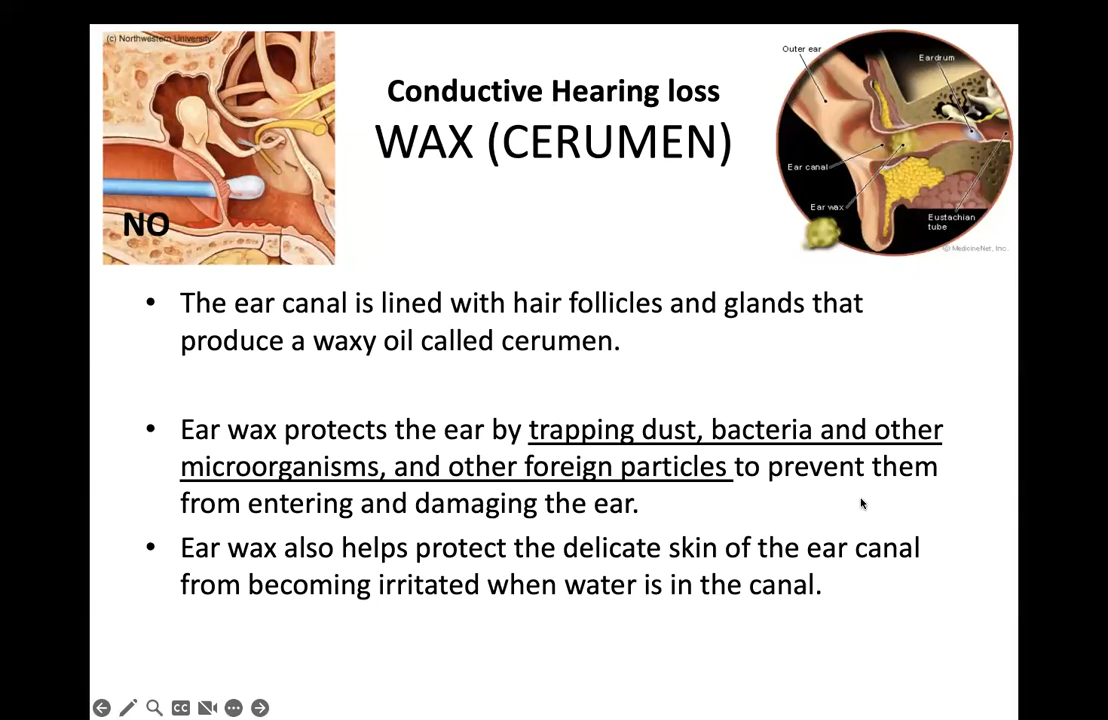 (c) Northwestern University
NO
Conductive Hearing loss
WAX (CERUMEN)
Outer ear
Eardrum
Ear canal
Ear wax
Eustachian
tube
© MedicineNet, Inc.
• The ear canal is lined with hair follicles and glands that
produce a waxy oil called cerumen.
• Ear wax protects the ear by trapping dust, bacteria and other
microorganisms, and other foreign particles to prevent them
from entering and damaging the ear.
• Ear wax also helps protect the delicate skin of the ear canal
from becoming irritated when water is in the canal.
CC